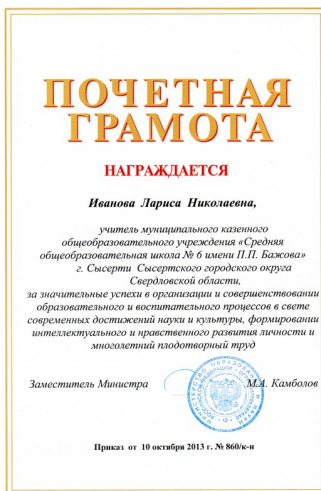 ПОЧЕТНАЯ
ГРАМОТА
НАГРАЖДАЕТСЯ
Иванова Лариса Николаевна,
учитель муниципального казенного
общеобразовательного учреждения «Средняя
общеобразовательная школа № 6 имени П.П. Бажова»
г. Сысерти Сысертского городского округа
Свердловской области,
за значительные успехи в организации и совершенствовании
образовательного и воспитательного процессов в свете
современных достижений науки и культуры, формировании
интеллектуального и нравственного развития личности и
многолетний плодотворный труд
Заместитель Министра М.А. Камболов
Приказ от 10 октября 2013 г. № 860/к-н